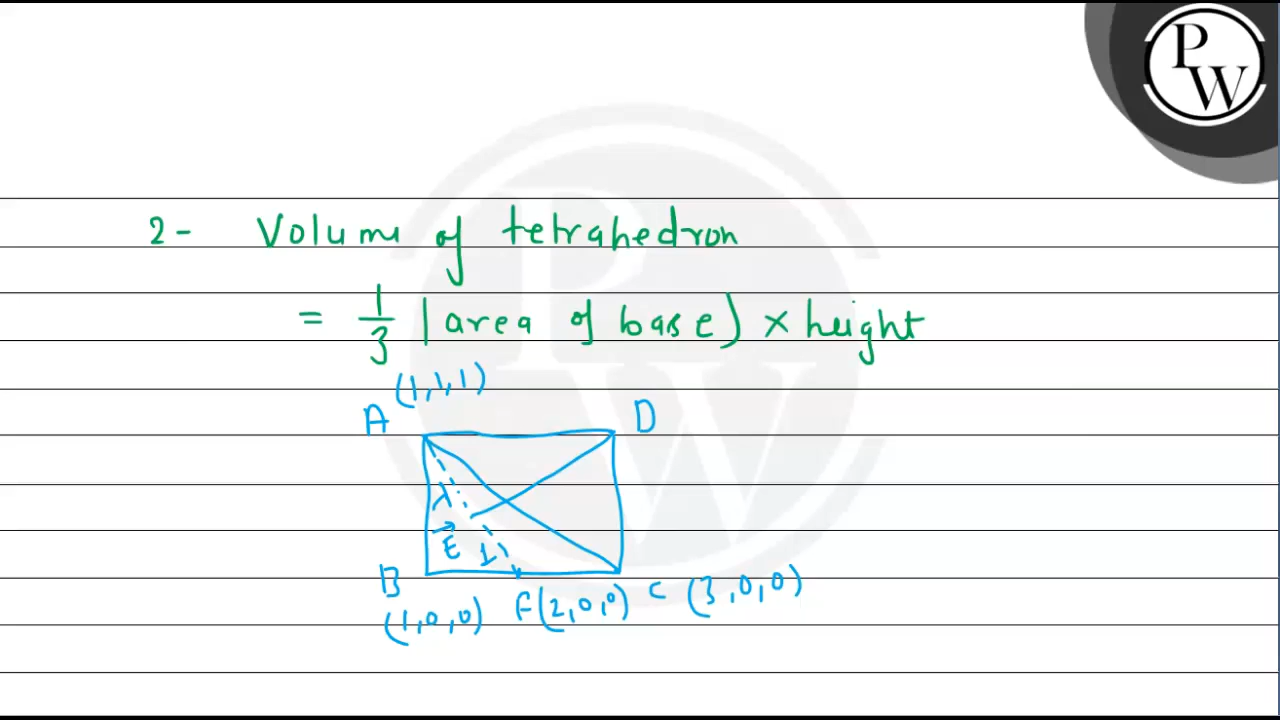 PW
2- Volume of tetrahedron
= 1/3 (area of base) × height
(1,1,1)
A D
λ
E 1
B F(2,0,0) C (3,0,0)
(1,0,0)